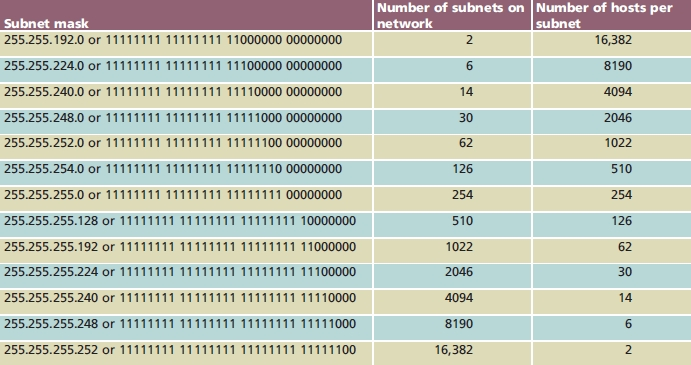 Subnet mask Number of subnets on network Number of hosts per subnet
255.255.192.0 or 11111111 11111111 11000000 00000000 2 16,382
255.255.224.0 or 11111111 11111111 11100000 00000000 6 8190
255.255.240.0 or 11111111 11111111 11110000 00000000 14 4094
255.255.248.0 or 11111111 11111111 11111000 00000000 30 2046
255.255.252.0 or 11111111 11111111 11111100 00000000 62 1022
255.255.254.0 or 11111111 11111111 11111110 00000000 126 510
255.255.255.0 or 11111111 11111111 11111111 00000000 254 254
255.255.255.128 or 11111111 11111111 11111111 10000000 510 126
255.255.255.192 or 11111111 11111111 11111111 11000000 1022 62
255.255.255.224 or 11111111 11111111 11111111 11100000 2046 30
255.255.255.240 or 11111111 11111111 11111111 11110000 4094 14
255.255.255.248 or 11111111 11111111 11111111 11111000 8190 6
255.255.255.252 or 11111111 11111111 11111111 11111100 16,382 2